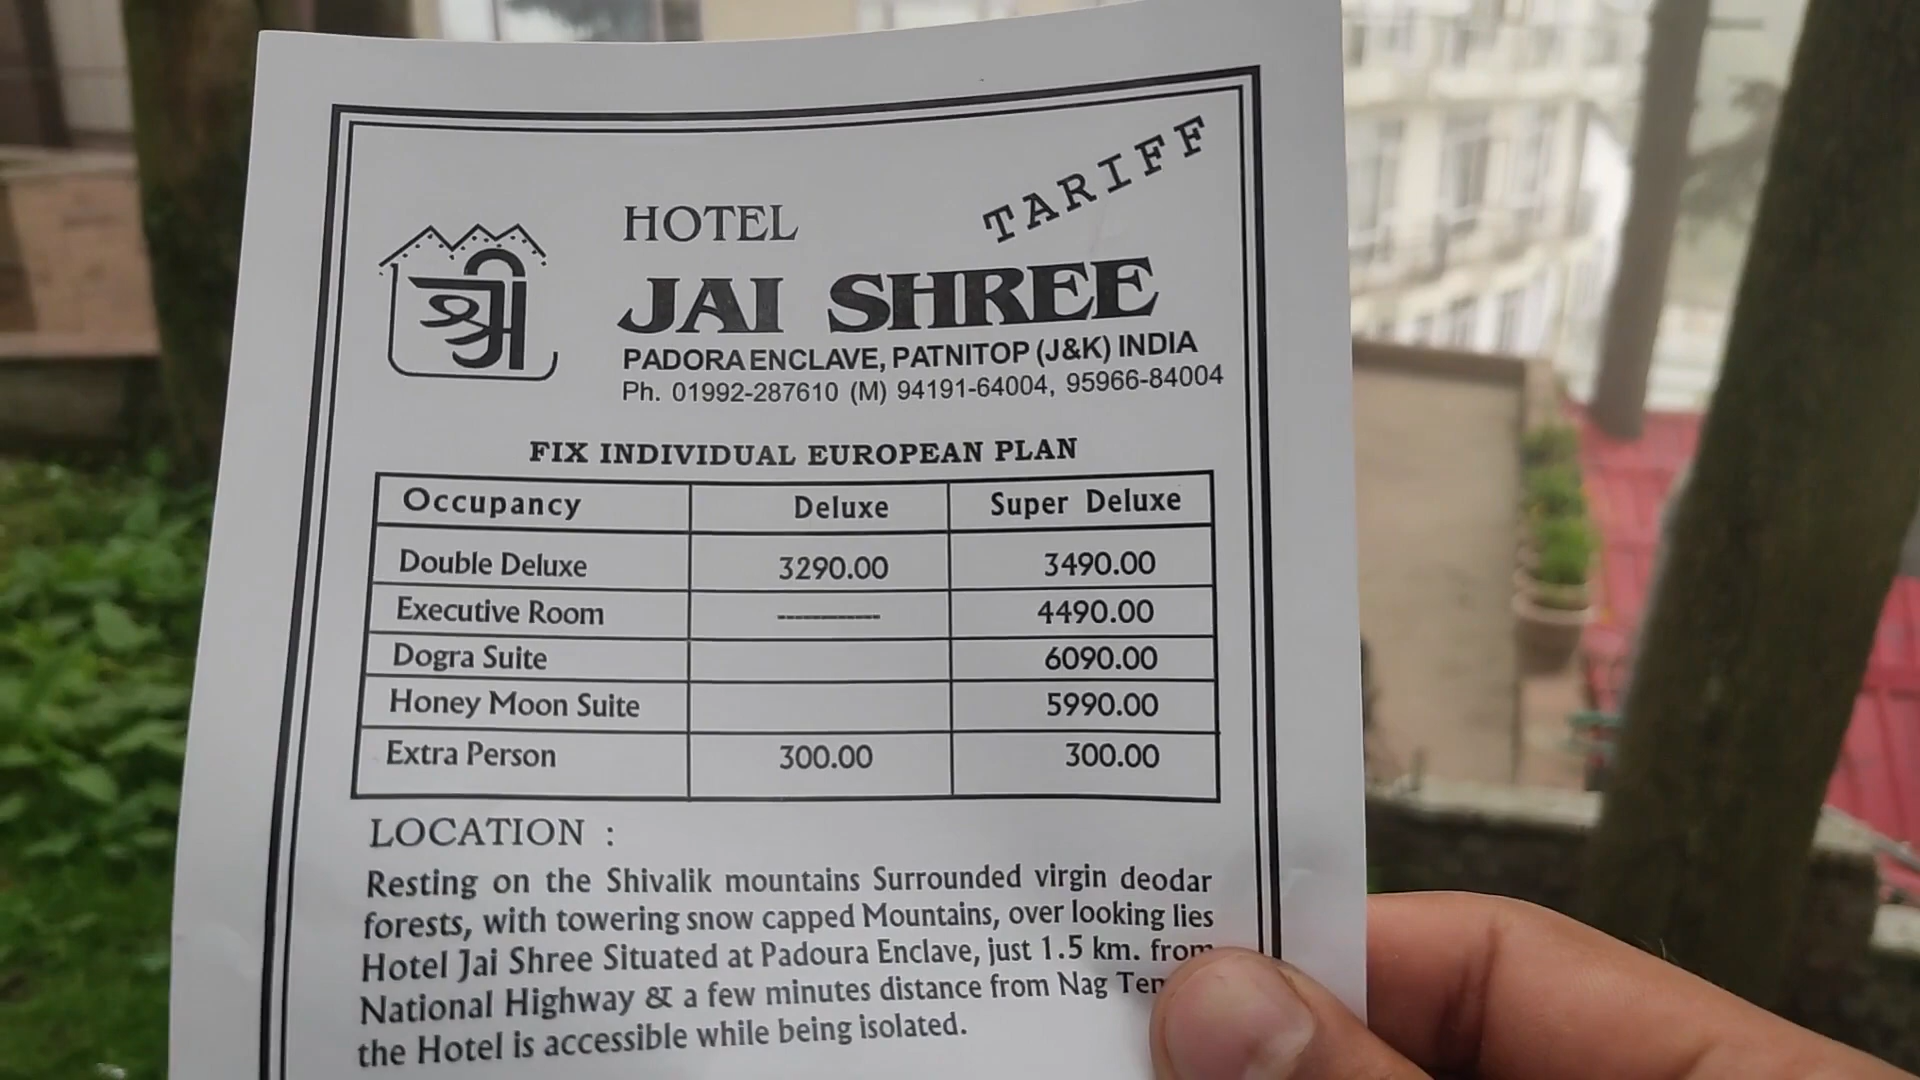 TARIFF
श्री
HOTEL
JAI SHREE
PADORA ENCLAVE, PATNITOP (J&K) INDIA
Ph. 01992-287610 (M) 94191-64004, 95966-84004
FIX INDIVIDUAL EUROPEAN PLAN
Occupancy Deluxe Super Deluxe
Double Deluxe 3290.00 3490.00
Executive Room ------------ 4490.00
Dogra Suite 6090.00
Honey Moon Suite 5990.00
Extra Person 300.00 300.00
LOCATION :
Resting on the Shivalik mountains Surrounded virgin deodar
forests, with towering snow capped Mountains, over looking lies
Hotel Jai Shree Situated at Padoura Enclave, just 1.5 km. from
National Highway & a few minutes distance from Nag
the Hotel is accessible while being isolated.